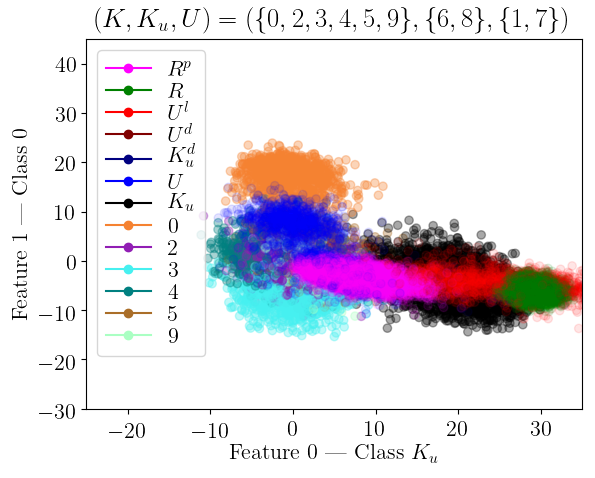 (K, K_u, U) = ({0, 2, 3, 4, 5, 9}, {6, 8}, {1, 7})
40
30
20
10
0
−10
−20
−30
Feature 1 — Class 0
R^p
R
U^l
U^d
K_u^d
U
K_u
0
2
3
4
5
9
−20 −10 0 10 20 30
Feature 0 — Class K_u